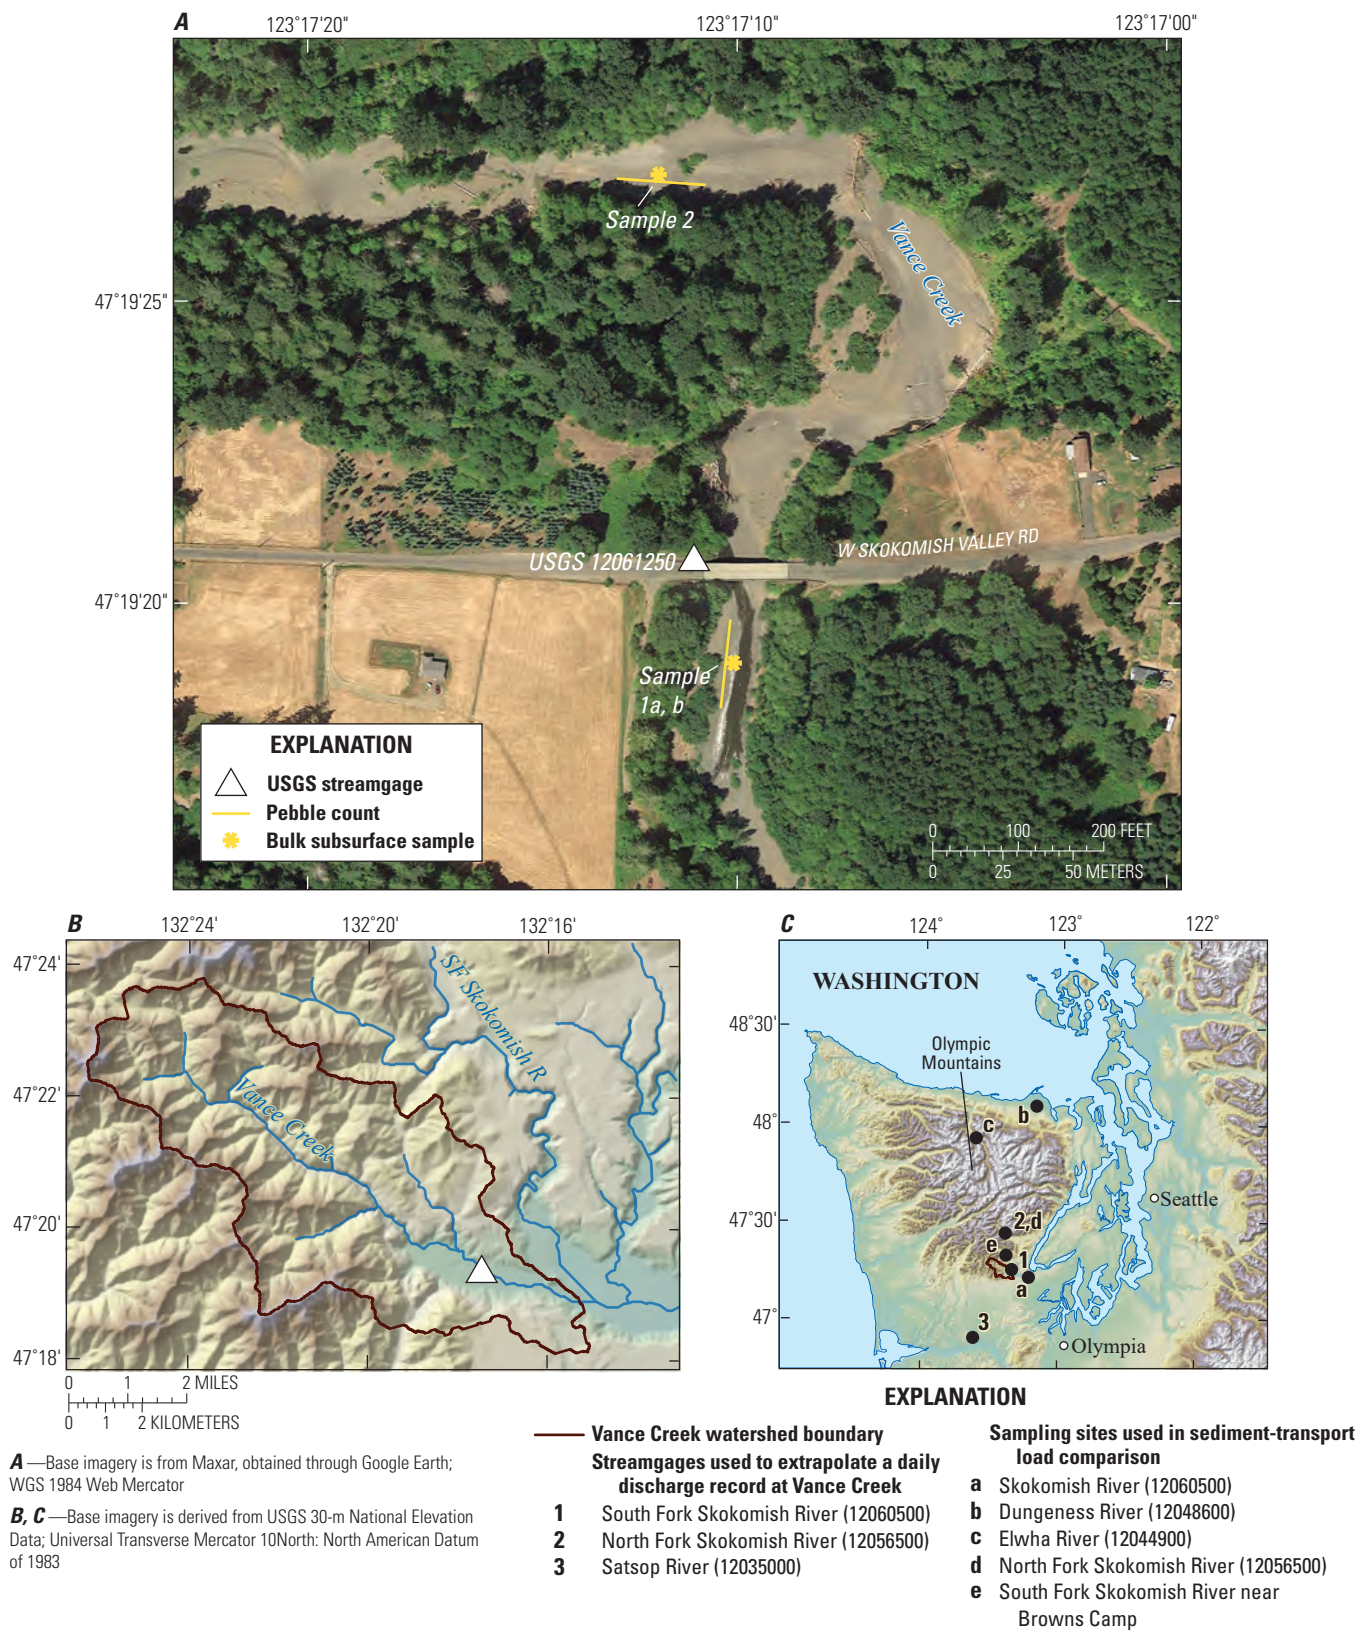 A
123°17'20"
123°17'10"
123°17'00"
Sample 2
Vance Creek
47°19'25"
W SKOKOMISH VALLEY RD
USGS 12061250
47°19'20"
Sample
1a, b
EXPLANATION
USGS streamgage
Pebble count
Bulk subsurface sample
0 100 200 FEET
0 25 50 METERS
B
132°24' 132°20' 132°16'
47°24'
47°22'
47°20'
47°18'
SF Skokomish R
Vance Creek
0 1 2 MILES
0 1 2 KILOMETERS
C
124° 123° 122°
WASHINGTON
48°30'
48°
47°30'
47°
Olympic
Mountains
b
c
Seattle
2,d
e
1
a
3
Olympia
A—Base imagery is from Maxar, obtained through Google Earth;
WGS 1984 Web Mercator
B, C—Base imagery is derived from USGS 30-m National Elevation
Data; Universal Transverse Mercator 10North: North American Datum
of 1983
EXPLANATION
Vance Creek watershed boundary
Streamgages used to extrapolate a daily
discharge record at Vance Creek
1 South Fork Skokomish River (12060500)
2 North Fork Skokomish River (12056500)
3 Satsop River (12035000)
Sampling sites used in sediment-transport
load comparison
a Skokomish River (12060500)
b Dungeness River (12048600)
c Elwha River (12044900)
d North Fork Skokomish River (12056500)
e South Fork Skokomish River near
Browns Camp